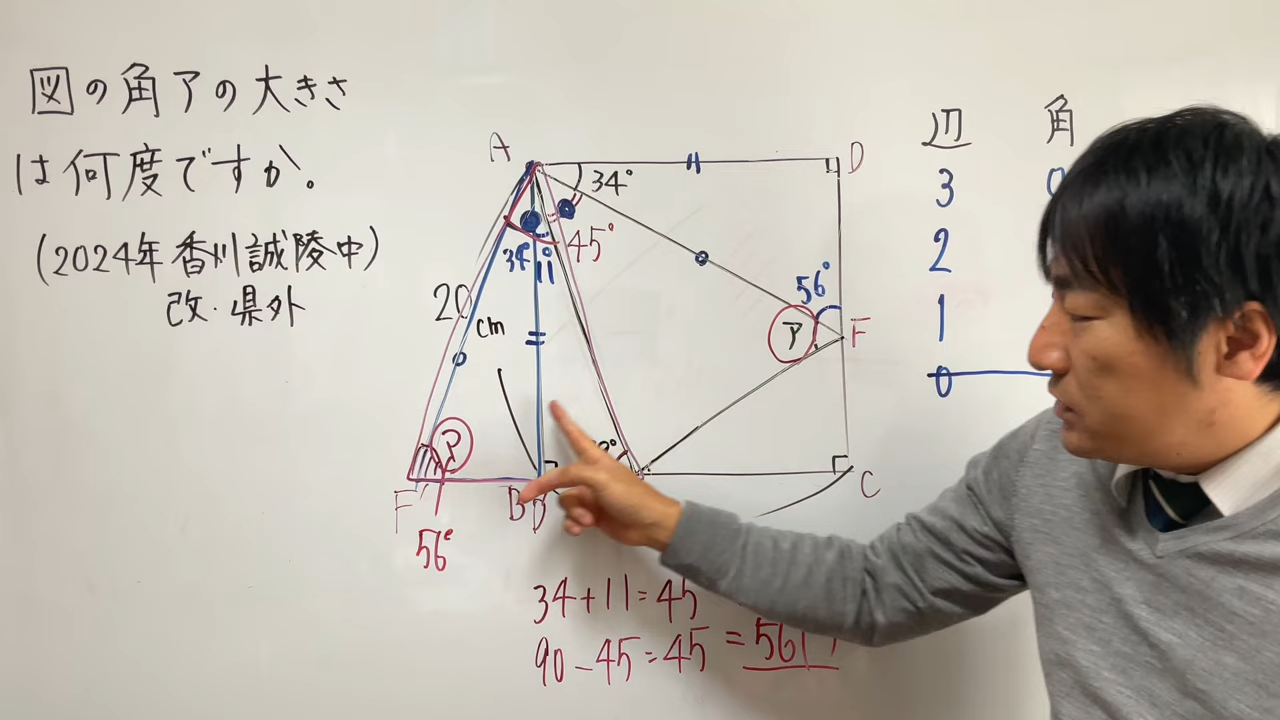 図の角アの大きさ
は何度ですか。
(2024年香川誠陵中)
改・県外
A
D
34°
45°
34°
11
20
cm
56°
ア
F
ア
F'
B
D
C
56°
34+11=45
90-45=45
=56(°)
辺
角
3
0
2
1
0